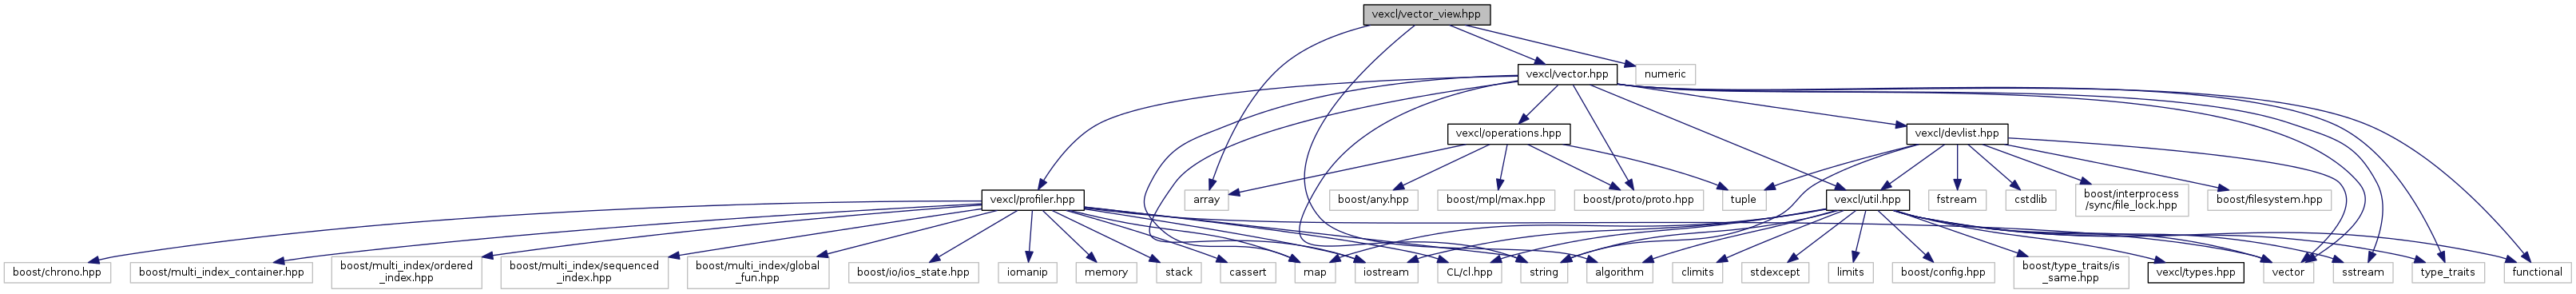 vexcl/vector_view.hpp
vexcl/vector.hpp
numeric
vexcl/operations.hpp
vexcl/devlist.hpp
vexcl/profiler.hpp
array
boost/any.hpp
boost/mpl/max.hpp
boost/proto/proto.hpp
tuple
vexcl/util.hpp
fstream
cstdlib
boost/interprocess
/sync/file_lock.hpp
boost/filesystem.hpp
boost/chrono.hpp
boost/multi_index_container.hpp
boost/multi_index/ordered
_index.hpp
boost/multi_index/sequenced
_index.hpp
boost/multi_index/global
_fun.hpp
boost/io/ios_state.hpp
iomanip
memory
stack
cassert
map
iostream
CL/cl.hpp
string
algorithm
climits
stdexcept
limits
boost/config.hpp
boost/type_traits/is
_same.hpp
vexcl/types.hpp
vector
sstream
type_traits
functional